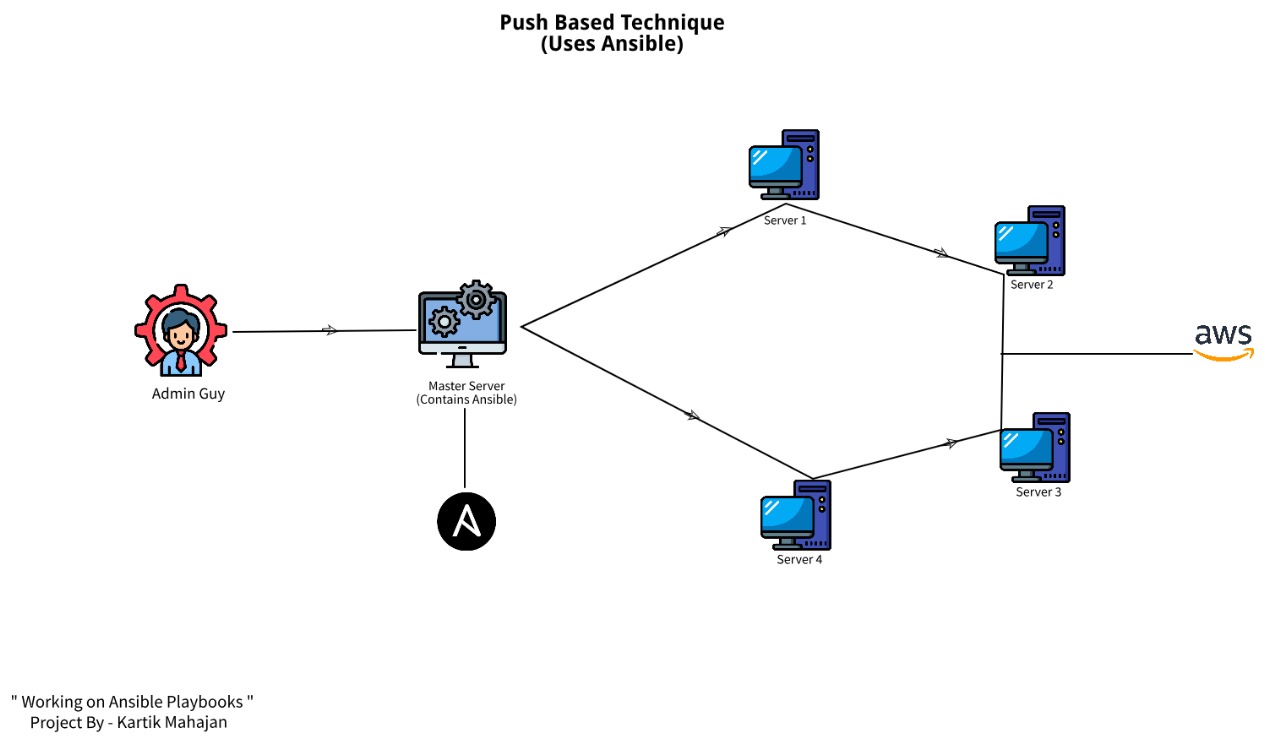 Push Based Technique
(Uses Ansible)
Server 1
Server 2
aws
Admin Guy
Master Server
(Contains Ansible)
Server 3
Server 4
" Working on Ansible Playbooks "
Project By - Kartik Mahajan